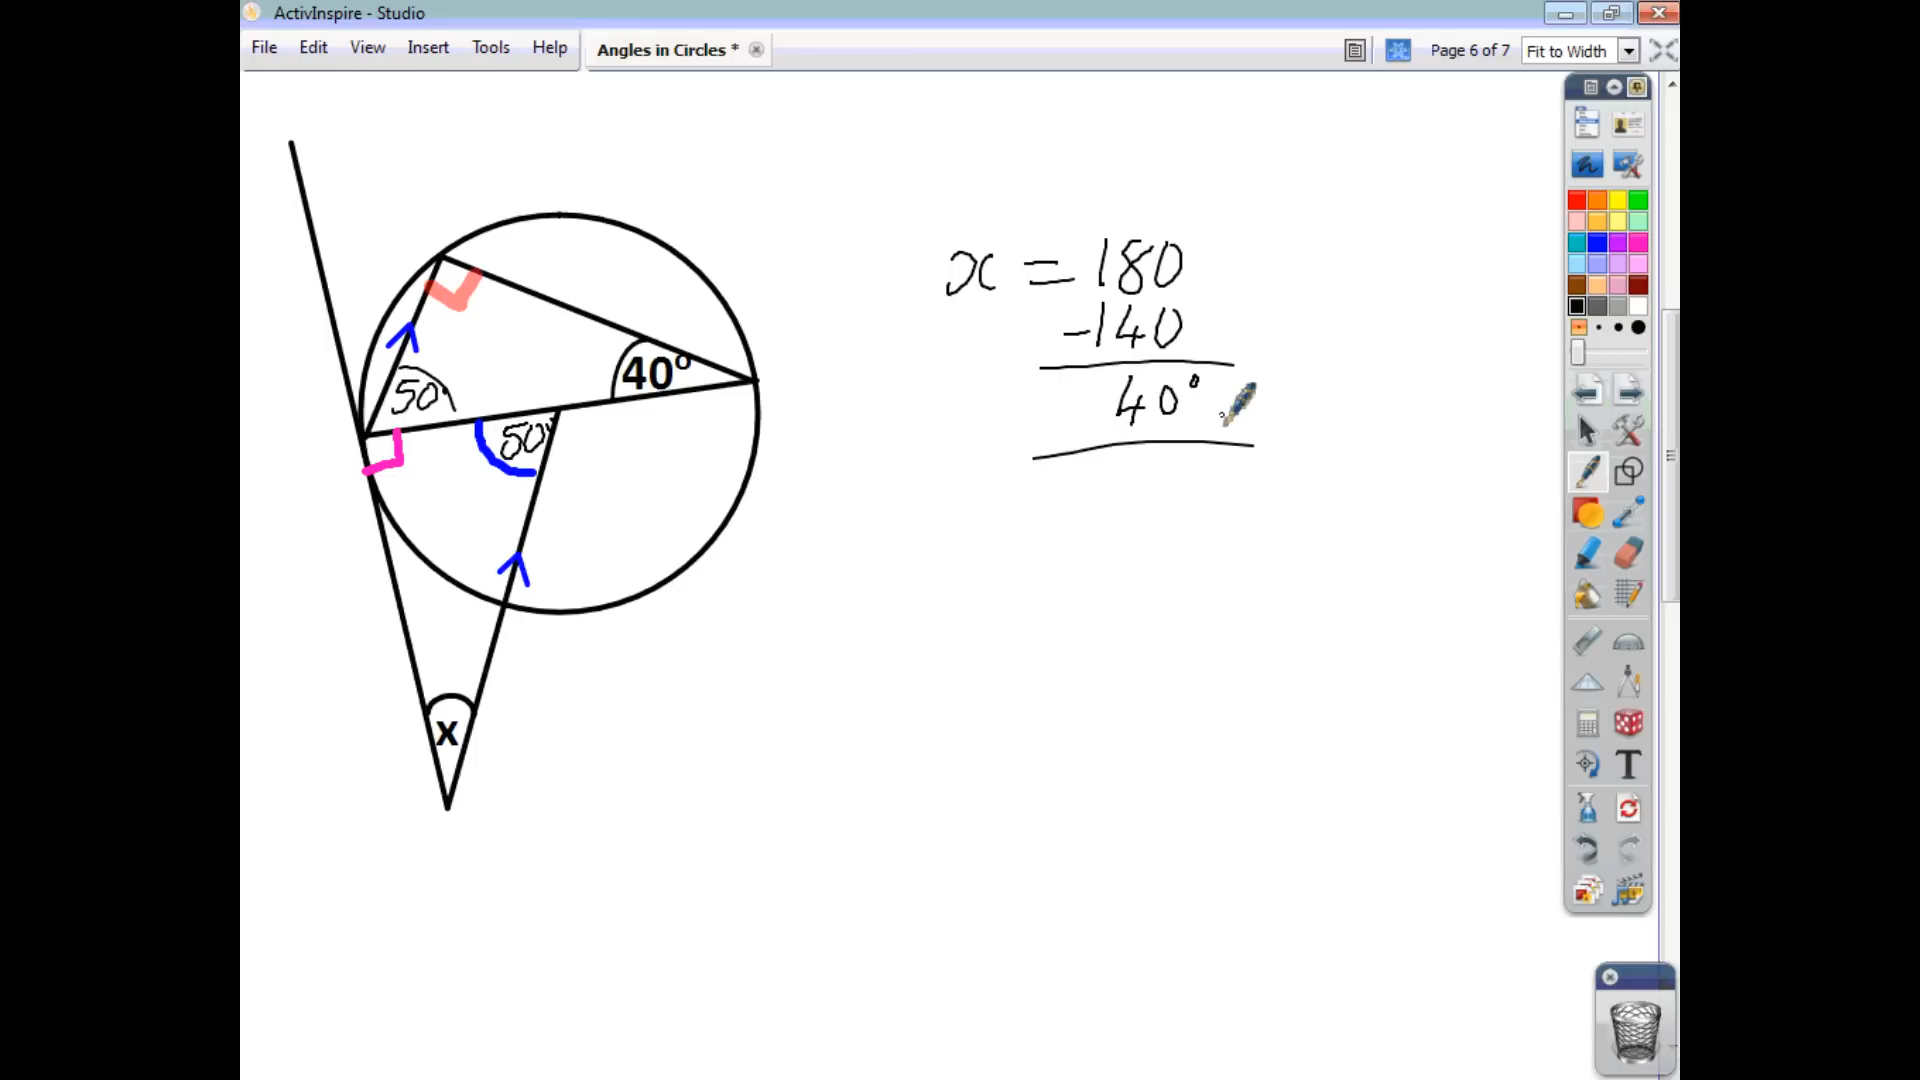 ActivInspire - Studio
File Edit View Insert Tools Help
Angles in Circles *
Page 6 of 7
Fit to Width
x = 180
-140
40°
40°
50
50°
x
T